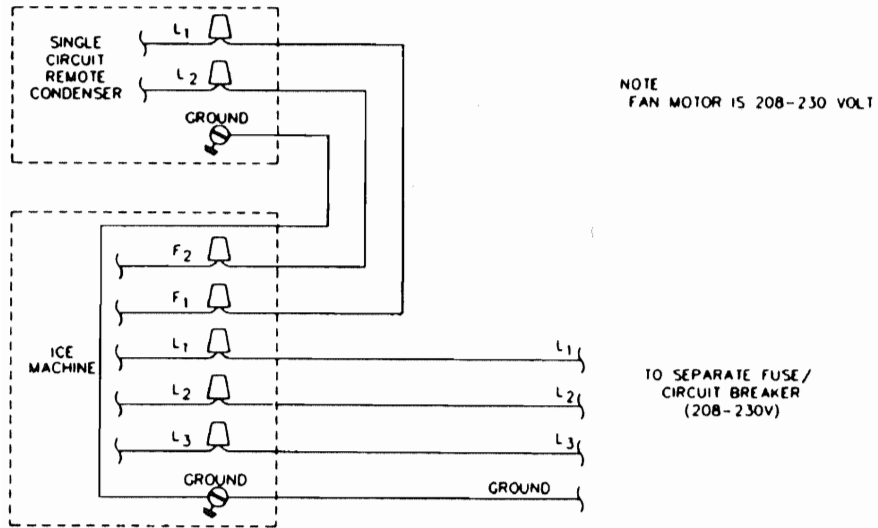 SINGLE
CIRCUIT
REMOTE
CONDENSER
L1
L2
GROUND
NOTE
FAN MOTOR IS 208-230 VOLT
ICE
MACHINE
F2
F1
L1
L2
L3
GROUND
L1
L2
L3
GROUND
TO SEPARATE FUSE/
CIRCUIT BREAKER
(208-230V)